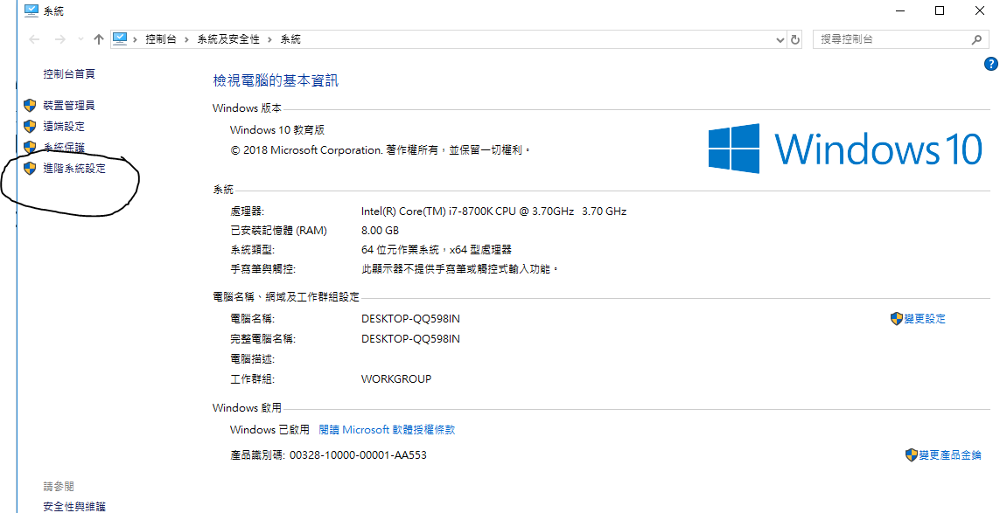 系統
控制台 系統及安全性 系統
搜尋控制台
控制台首頁
裝置管理員
遠端設定
系統保護
進階系統設定
檢視電腦的基本資訊
Windows 版本
Windows 10 教育版
© 2018 Microsoft Corporation. 著作權所有，並保留一切權利。
Windows 10
系統
處理器: Intel(R) Core(TM) i7-8700K CPU @ 3.70GHz 3.70 GHz
已安裝記憶體 (RAM) 8.00 GB
系統類型: 64 位元作業系統，x64 型處理器
手寫筆與觸控: 此顯示器不提供手寫筆或觸控式輸入功能。
電腦名稱、網域及工作群組設定
電腦名稱: DESKTOP-QQ598IN 變更設定
完整電腦名稱: DESKTOP-QQ598IN
電腦描述:
工作群組: WORKGROUP
Windows 啟用
Windows 已啟用 閱讀 Microsoft 軟體授權條款
產品識別碼: 00328-10000-00001-AA553 變更產品金鑰
請參閱
安全性與維護